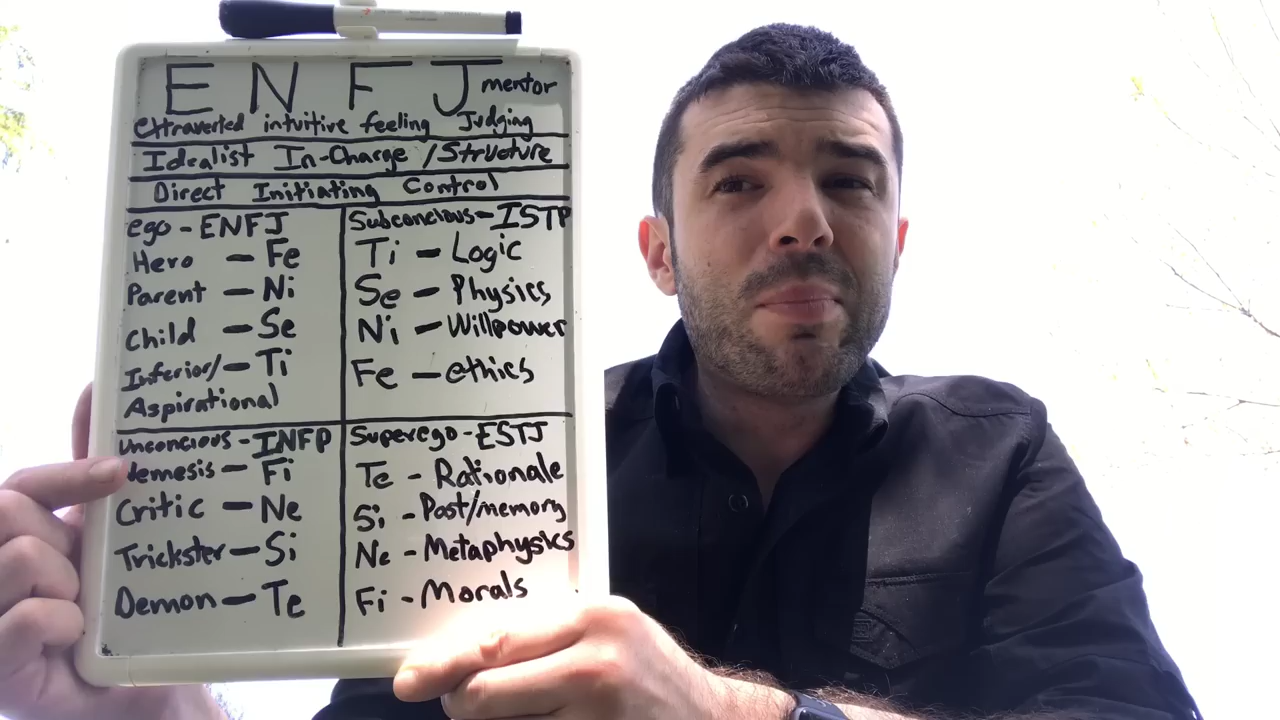 E N F J mentor
extraverted intuitive feeling Judging
Idealist In-Charge / Structure
Direct Initiating Control
ego - ENFJ
Hero - Fe
Parent - Ni
Child - Se
Inferior/ - Ti
Aspirational
Subconcious - ISTP
Ti - Logic
Se - Physics
Ni - Willpower
Fe - ethics
Unconcious - INFP
Nemesis - Fi
Critic - Ne
Trickster - Si
Demon - Te
Superego - ESTJ
Te - Rationale
Si - Past/memory
Ne - Metaphysics
Fi - Morals